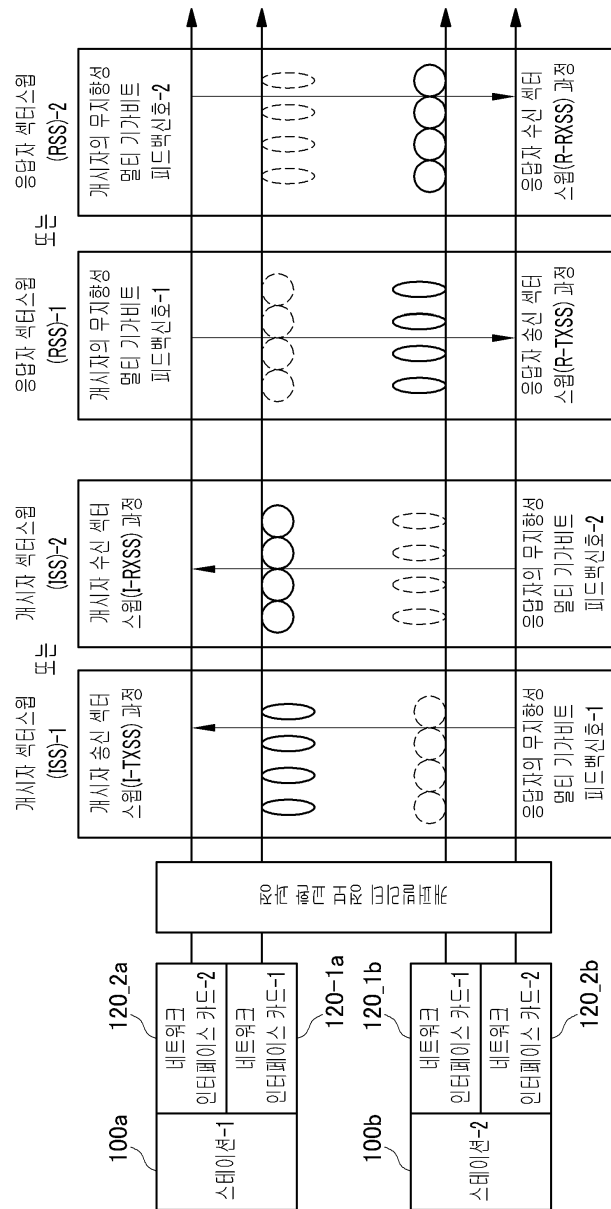 개시자 섹터스윕
(ISS)-1
또는
개시자 섹터스윕
(ISS)-2
응답자 섹터스윕
(RSS)-1
또는
응답자 섹터스윕
(RSS)-2
100a
스테이션-1
120_2a
네트워크
인터페이스 카드-2
네트워크
인터페이스 카드-1
120-1a
100b
스테이션-2
120_1b
네트워크
인터페이스 카드-1
네트워크
인터페이스 카드-2
120_2b
캐퍼빌리티 정보 교환 과정
개시자 송신 섹터
스윕(I-TXSS) 과정
응답자의 무지향성
멀티 기가비트
피드백신호-1
개시자 수신 섹터
스윕(I-RXSS) 과정
응답자의 무지향성
멀티 기가비트
피드백신호-2
개시자의 무지향성
멀티 기가비트
피드백신호-1
응답자 송신 섹터
스윕(R-TXSS) 과정
개시자의 무지향성
멀티 기가비트
피드백신호-2
응답자 수신 섹터
스윕(R-RXSS) 과정